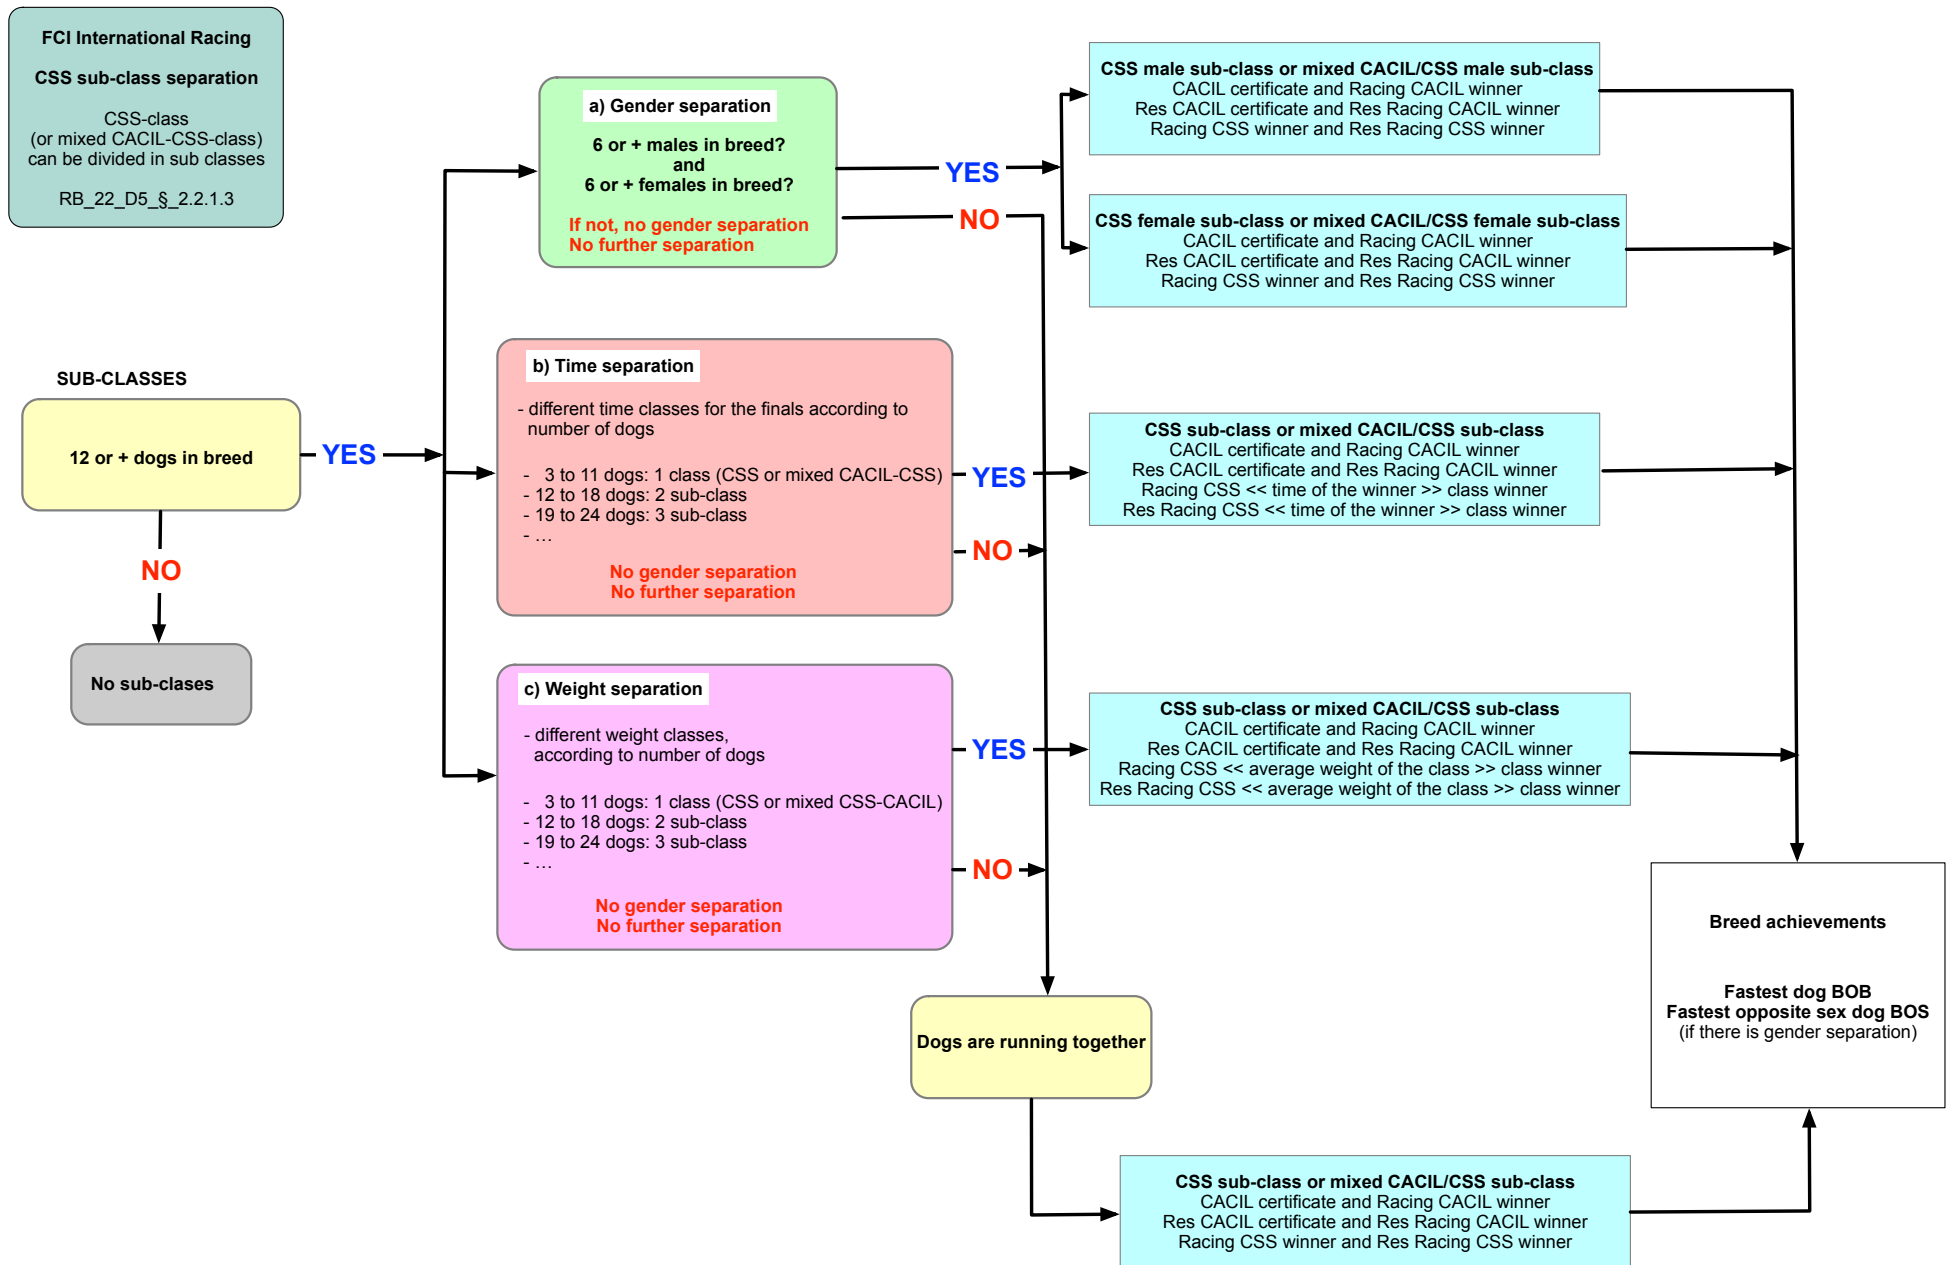 FCI International Racing
CSS sub-class separation
CSS-class
(or mixed CACIL-CSS-class)
can be divided in sub classes
RB_22_D5_§_2.2.1.3
SUB-CLASSES
12 or + dogs in breed
YES
NO
No sub-clases
a) Gender separation
6 or + males in breed?
and
6 or + females in breed?
If not, no gender separation
No further separation
YES
NO
b) Time separation
- different time classes for the finals according to
number of dogs
- 3 to 11 dogs: 1 class (CSS or mixed CACIL-CSS)
- 12 to 18 dogs: 2 sub-class
- 19 to 24 dogs: 3 sub-class
- …
No gender separation
No further separation
YES
NO
c) Weight separation
- different weight classes,
according to number of dogs
- 3 to 11 dogs: 1 class (CSS or mixed CSS-CACIL)
- 12 to 18 dogs: 2 sub-class
- 19 to 24 dogs: 3 sub-class
- …
No gender separation
No further separation
YES
NO
CSS male sub-class or mixed CACIL/CSS male sub-class
CACIL certificate and Racing CACIL winner
Res CACIL certificate and Res Racing CACIL winner
Racing CSS winner and Res Racing CSS winner
CSS female sub-class or mixed CACIL/CSS female sub-class
CACIL certificate and Racing CACIL winner
Res CACIL certificate and Res Racing CACIL winner
Racing CSS winner and Res Racing CSS winner
CSS sub-class or mixed CACIL/CSS sub-class
CACIL certificate and Racing CACIL winner
Res CACIL certificate and Res Racing CACIL winner
Racing CSS << time of the winner >> class winner
Res Racing CSS << time of the winner >> class winner
CSS sub-class or mixed CACIL/CSS sub-class
CACIL certificate and Racing CACIL winner
Res CACIL certificate and Res Racing CACIL winner
Racing CSS << average weight of the class >> class winner
Res Racing CSS << average weight of the class >> class winner
Dogs are running together
CSS sub-class or mixed CACIL/CSS sub-class
CACIL certificate and Racing CACIL winner
Res CACIL certificate and Res Racing CACIL winner
Racing CSS winner and Res Racing CSS winner
Breed achievements
Fastest dog BOB
Fastest opposite sex dog BOS
(if there is gender separation)